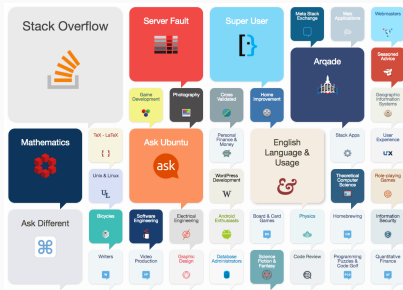 Stack Overflow
Server Fault
Super User
Meta Stack
Exchange
Web
Applications
Webmasters
Arqade
Seasoned
Advice
Game
Development
Photography
Cross
Validated
Home
Improvement
Geographic
Information
Systems
Mathematics
TeX - LaTeX
{ }
Ask Ubuntu
ask
Personal
Finance &
Money
English
Language &
Usage
&
Stack Apps
User
Experience
UX
Unix & Linux
UL
WordPress
Development
W
Theoretical
Computer
Science
Role-playing
Games
Ask Different
Bicycles
Software
Engineering
Electrical
Engineering
Android
Enthusiasts
Board & Card
Games
Physics
Homebrewing
Information
Security
Writers
Video
Production
Graphic
Design
Database
Administrators
Science
Fiction &
Fantasy
Code Review
Programming
Puzzles &
Code Golf
Quantitative
Finance